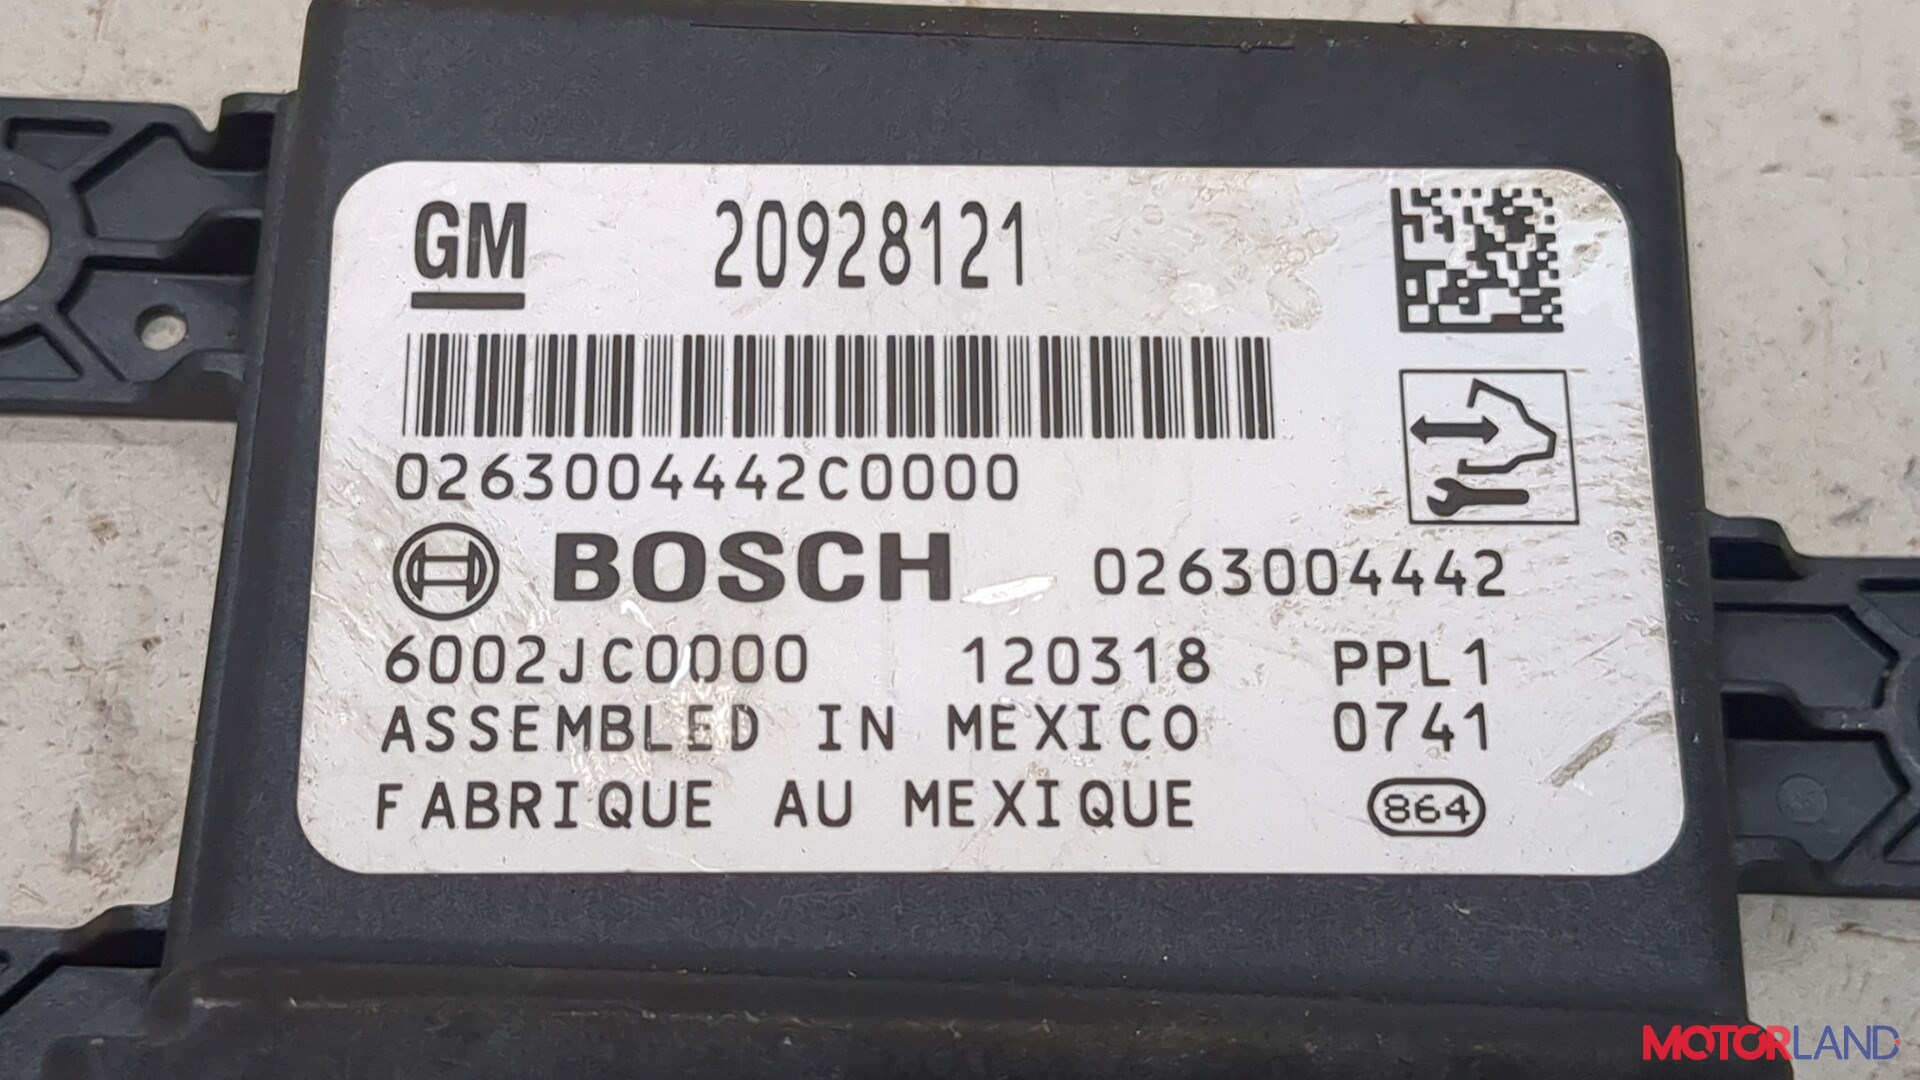 GM 20928121
0263004442C0000
BOSCH 0263004442
6002JC0000 120318 PPL1
ASSEMBLED IN MEXICO 0741
FABRIQUE AU MEXIQUE 864
MOTORLAND